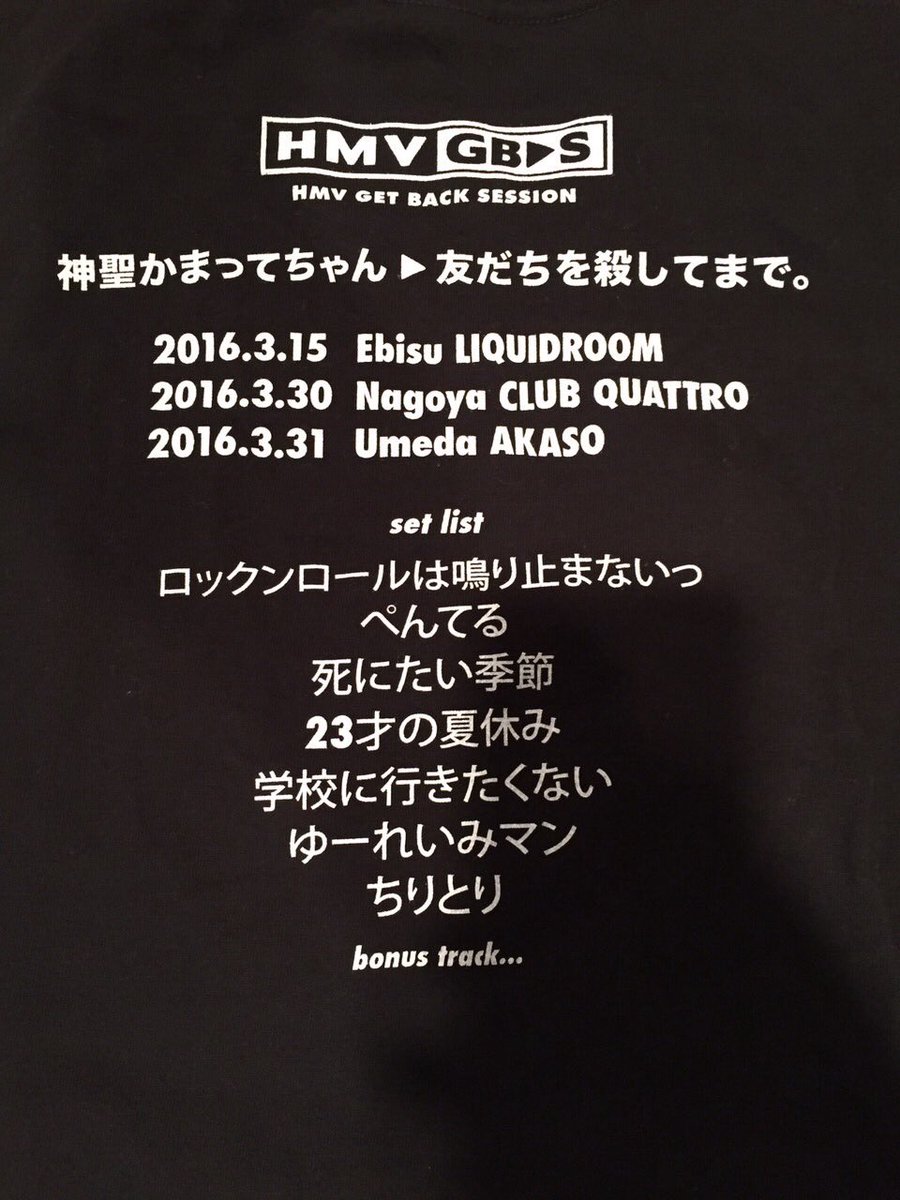 HMV GB▶S
HMV GET BACK SESSION
神聖かまってちゃん ▶ 友だちを殺してまで。
2016.3.15 Ebisu LIQUIDROOM
2016.3.30 Nagoya CLUB QUATTRO
2016.3.31 Umeda AKASO
set list
ロックンロールは鳴り止まないっ
ぺんてる
死にたい季節
23才の夏休み
学校に行きたくない
ゆーれいみマン
ちりとり
bonus track...